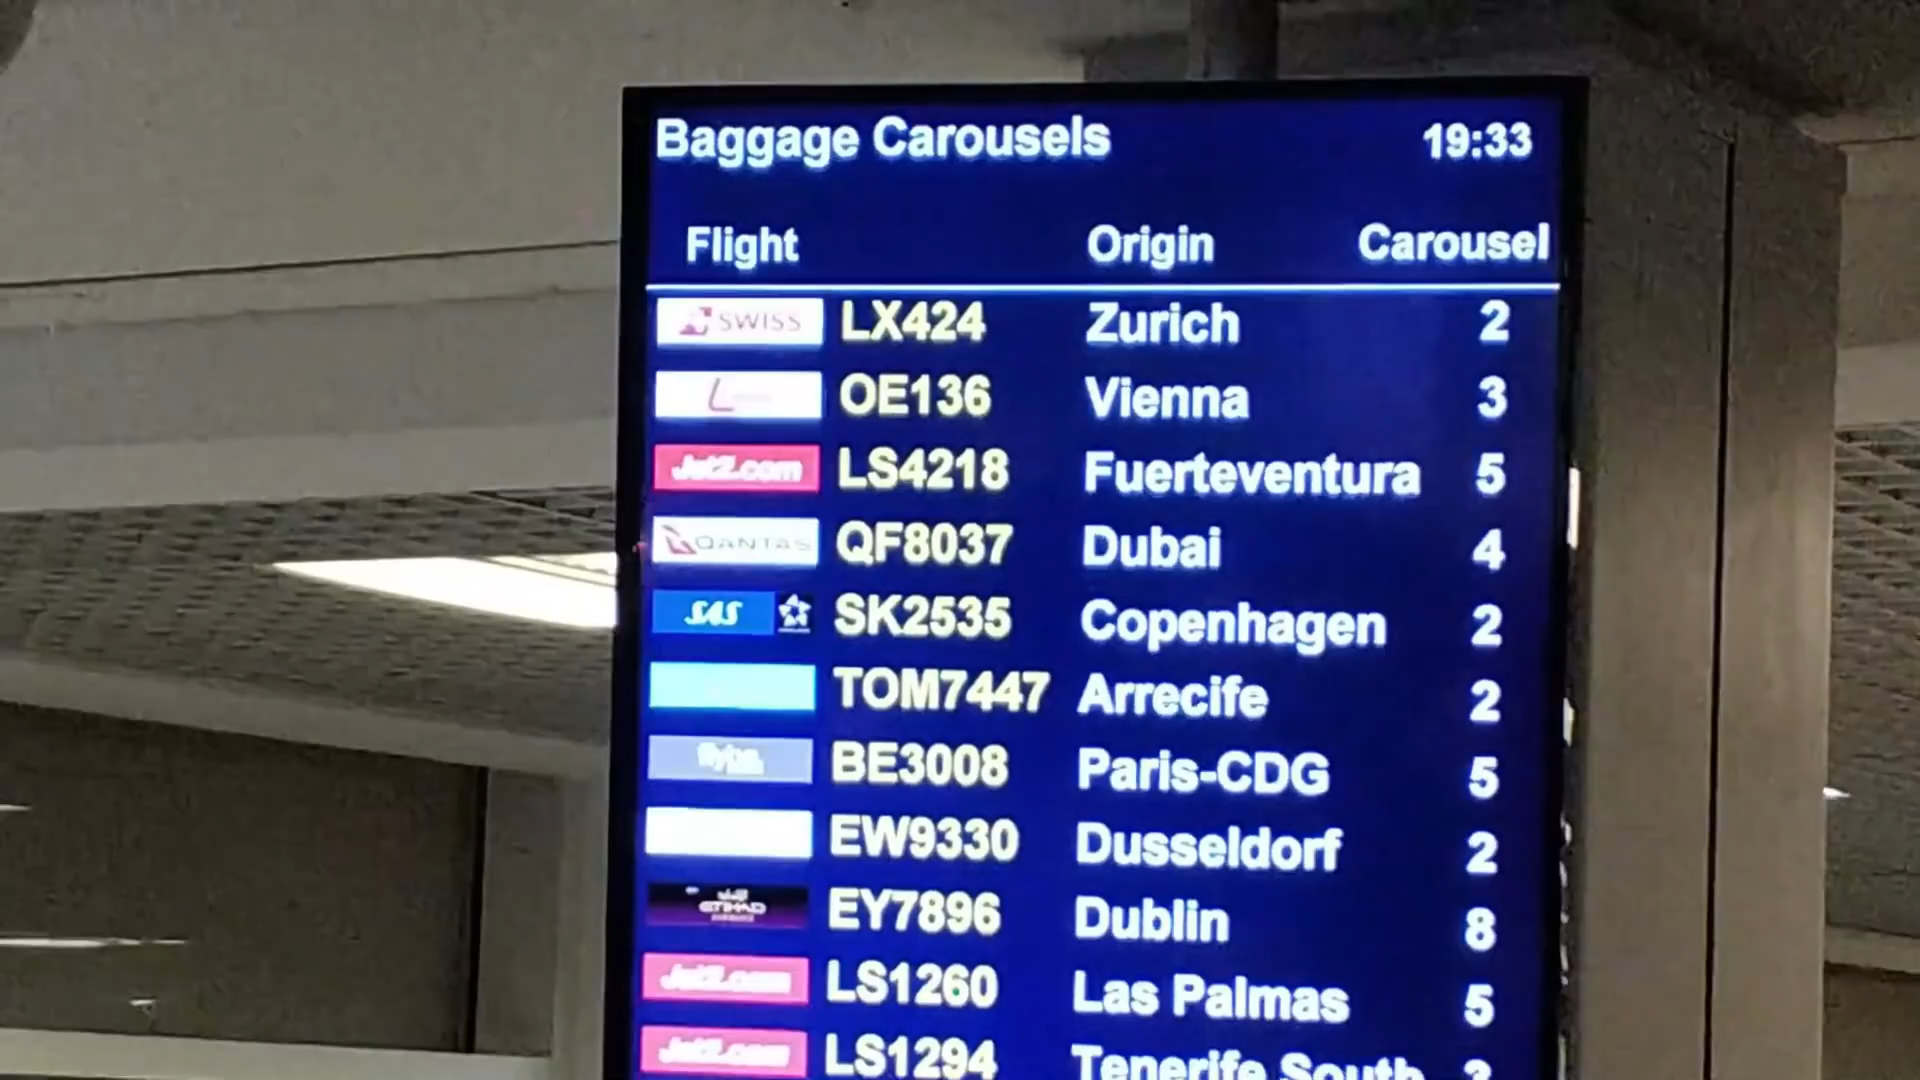 Baggage Carousels 19:33
Flight Origin Carousel
SWISS LX424 Zurich 2
OE136 Vienna 3
Jet2.com LS4218 Fuerteventura 5
QANTAS QF8037 Dubai 4
SAS SK2535 Copenhagen 2
TOM7447 Arrecife 2
flybe. BE3008 Paris-CDG 5
EW9330 Dusseldorf 2
ETIHAD EY7896 Dublin 8
Jet2.com LS1260 Las Palmas 5
Jet2.com LS1294 Tenerife South